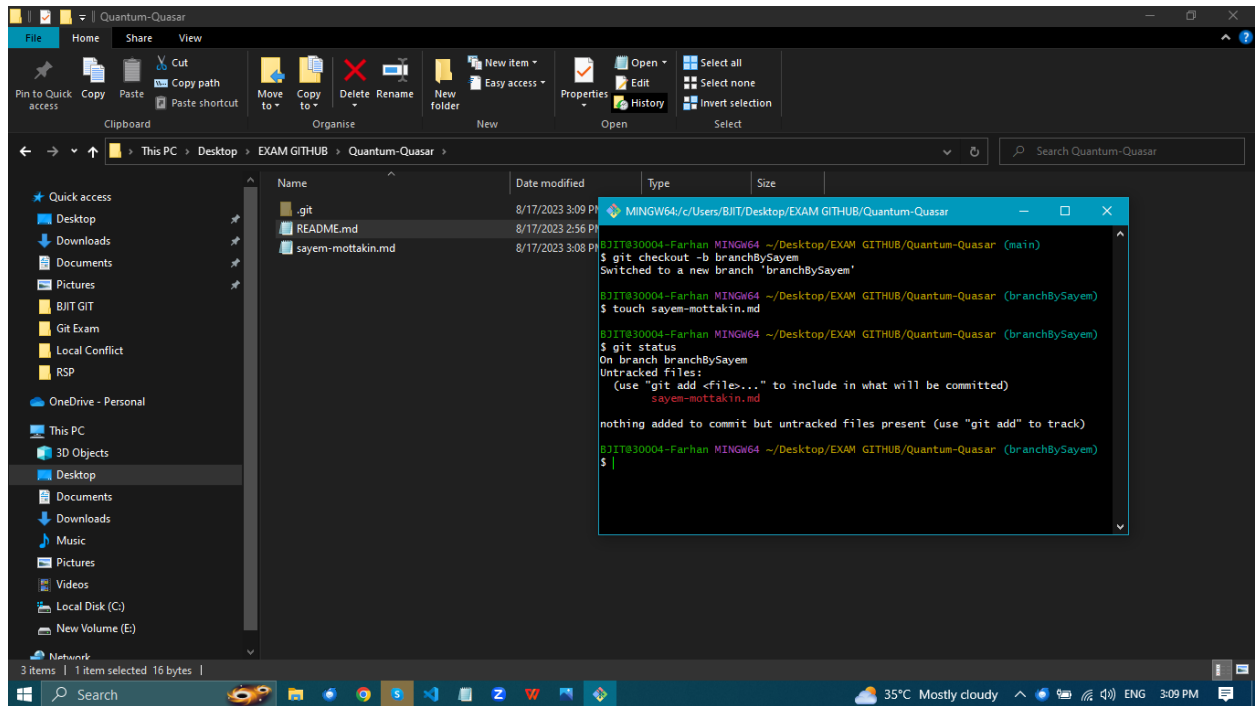 Quantum-Quasar
File Home Share View
Pin to Quick access
Copy
Paste
Cut
Copy path
Paste shortcut
Clipboard
Move to
Copy to
Delete
Rename
Organise
New folder
New item
Easy access
New
Properties
Open
Edit
History
Open
Select all
Select none
Invert selection
Select
This PC > Desktop > EXAM GITHUB > Quantum-Quasar >
Search Quantum-Quasar
Quick access
Desktop
Downloads
Documents
Pictures
BJIT GIT
Git Exam
Local Conflict
RSP
OneDrive - Personal
This PC
3D Objects
Desktop
Documents
Downloads
Music
Pictures
Videos
Local Disk (C:)
New Volume (E:)
Network
Name Date modified Type Size
.git 8/17/2023 3:09 PM
README.md 8/17/2023 2:56 PM
sayem-mottakin.md 8/17/2023 3:08 PM
MINGW64:/c/Users/BJIT/Desktop/EXAM GITHUB/Quantum-Quasar
BJIT@30004-Farhan MINGW64 ~/Desktop/EXAM GITHUB/Quantum-Quasar (main)
$ git checkout -b branchBySayem
Switched to a new branch 'branchBySayem'
BJIT@30004-Farhan MINGW64 ~/Desktop/EXAM GITHUB/Quantum-Quasar (branchBySayem)
$ touch sayem-mottakin.md
BJIT@30004-Farhan MINGW64 ~/Desktop/EXAM GITHUB/Quantum-Quasar (branchBySayem)
$ git status
On branch branchBySayem
Untracked files:
(use "git add <file>..." to include in what will be committed)
sayem-mottakin.md
nothing added to commit but untracked files present (use "git add" to track)
BJIT@30004-Farhan MINGW64 ~/Desktop/EXAM GITHUB/Quantum-Quasar (branchBySayem)
$
3 items | 1 item selected 16 bytes |
Search
35°C Mostly cloudy
ENG
3:09 PM